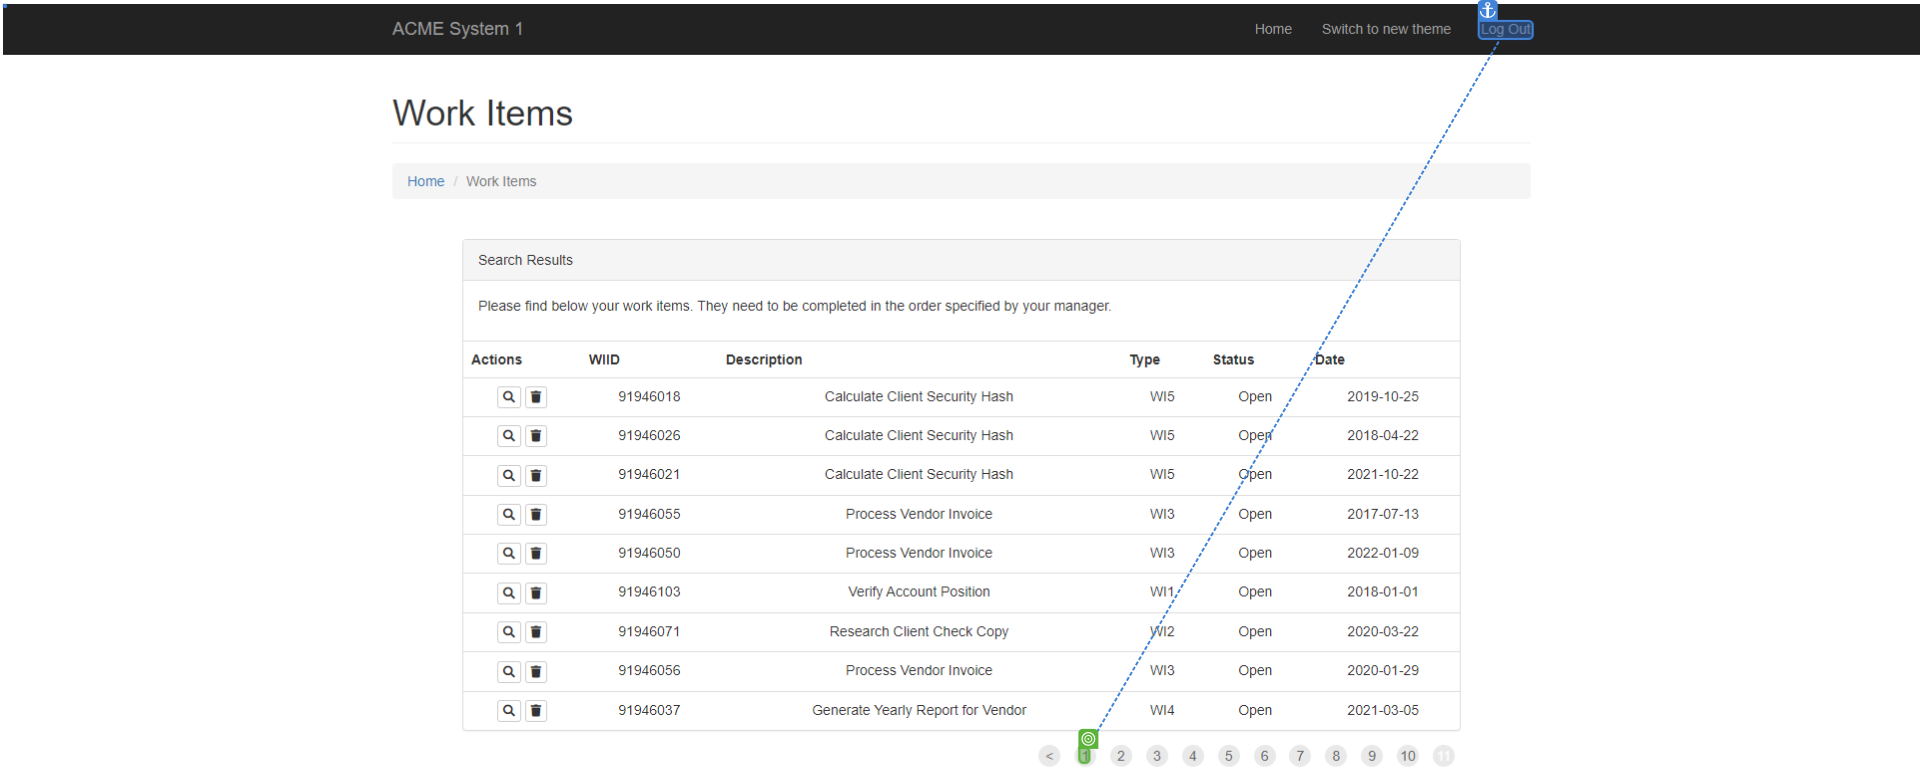 ACME System 1 Home Switch to new theme Log Out
Work Items
Home / Work Items
Search Results
Please find below your work items. They need to be completed in the order specified by your manager.
Actions WIID Description Type Status Date
91946018 Calculate Client Security Hash WI5 Open 2019-10-25
91946026 Calculate Client Security Hash WI5 Open 2018-04-22
91946021 Calculate Client Security Hash WI5 Open 2021-10-22
91946055 Process Vendor Invoice WI3 Open 2017-07-13
91946050 Process Vendor Invoice WI3 Open 2022-01-09
91946103 Verify Account Position WI1 Open 2018-01-01
91946071 Research Client Check Copy WI2 Open 2020-03-22
91946056 Process Vendor Invoice WI3 Open 2020-01-29
91946037 Generate Yearly Report for Vendor WI4 Open 2021-03-05
< 1 2 3 4 5 6 7 8 9 10 11